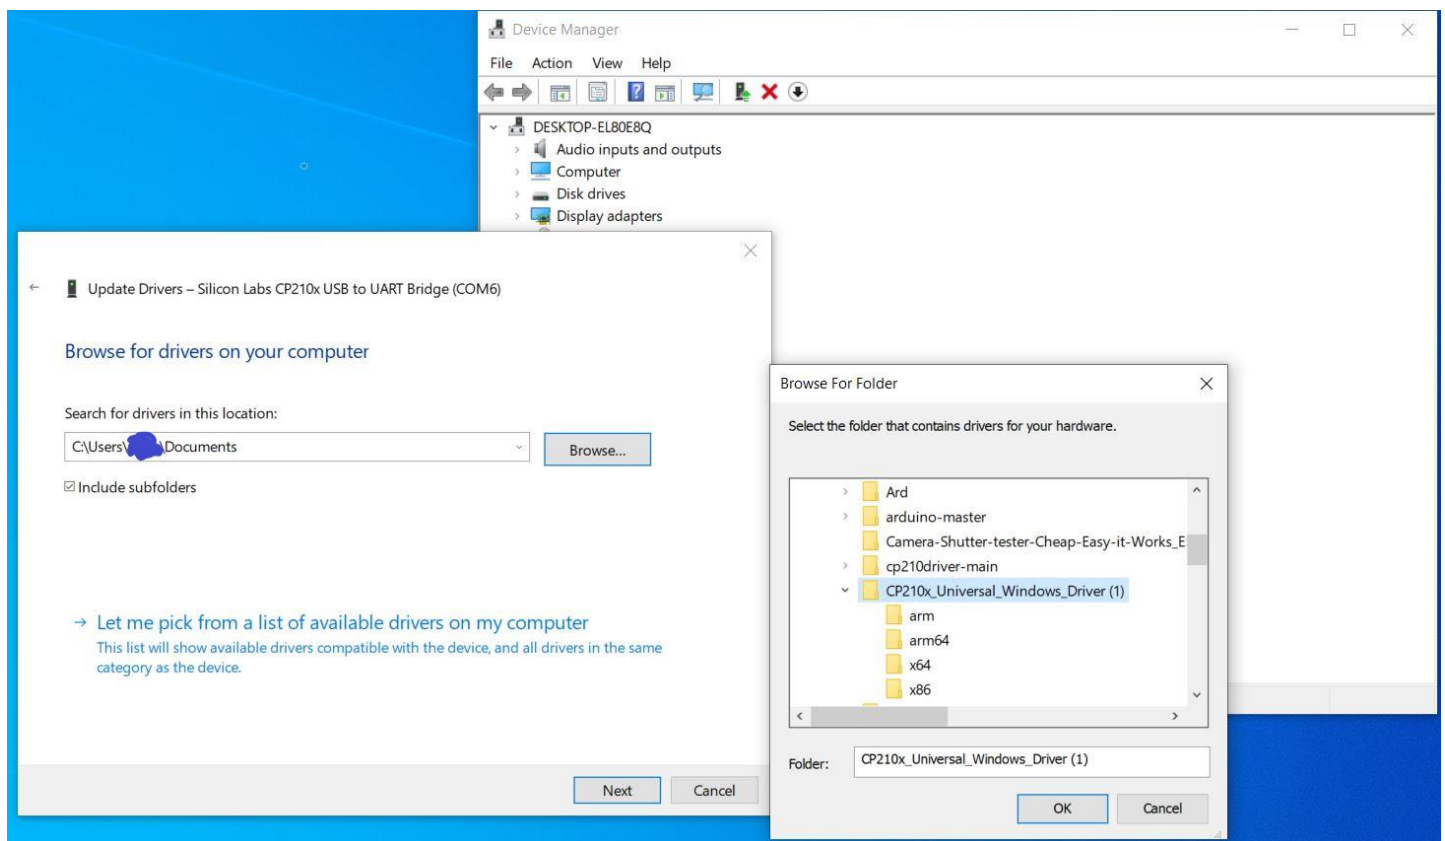 Device Manager
File Action View Help
DESKTOP-EL80E8Q
Audio inputs and outputs
Computer
Disk drives
Display adapters
Update Drivers – Silicon Labs CP210x USB to UART Bridge (COM6)
Browse for drivers on your computer
Search for drivers in this location:
C:\Users\ \Documents
Browse...
Include subfolders
Let me pick from a list of available drivers on my computer
This list will show available drivers compatible with the device, and all drivers in the same
category as the device.
Next Cancel
Browse For Folder
Select the folder that contains drivers for your hardware.
Ard
arduino-master
Camera-Shutter-tester-Cheap-Easy-it-Works_E
cp210driver-main
CP210x_Universal_Windows_Driver (1)
arm
arm64
x64
x86
Folder: CP210x_Universal_Windows_Driver (1)
OK Cancel